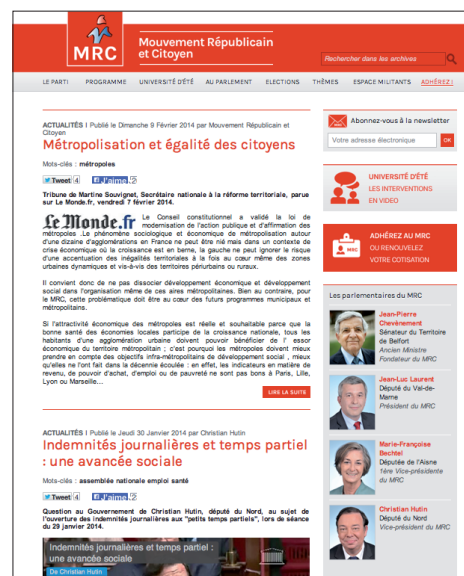 MRC
Mouvement Républicain
et Citoyen
Rechercher dans les archives
LE PARTI PROGRAMME UNIVERSITÉ D'ÉTÉ AU PARLEMENT ELECTIONS THÈMES ESPACE MILITANTS ADHÉREZ !
ACTUALITÉS | Publié le Dimanche 9 Février 2014 par Mouvement Républicain et
Citoyen
Métropolisation et égalité des citoyens
Mots-clés : métropoles
Tweet 4 J'aime 2
Tribune de Martine Souvignet, Secrétaire nationale à la réforme territoriale, parue
sur Le Monde.fr, vendredi 7 février 2014.
Le Monde.fr
Le Conseil constitutionnel a validé la loi de
modernisation de l'action publique et d'affirmation des
métropoles .Le phénomène sociologique et économique de métropolisation autour
d'une dizaine d'agglomérations en France ne peut être nié mais dans un contexte de
crise économique où la croissance est en berne, la gauche ne peut ignorer le risque
d'une accentuation des inégalités territoriales à la fois au cœur même des zones
urbaines dynamiques et vis-à-vis des territoires périurbains ou ruraux.
Il convient donc de ne pas dissocier développement économique et développement
social dans l'organisation même de ces aires métropolitaines. Bien au contraire, pour
le MRC, cette problématique doit être au cœur des futurs programmes municipaux et
métropolitains.
Si l'attractivité économique des métropoles est réelle et souhaitable parce que la
bonne santé des économies locales participe de la croissance nationale, tous les
habitants d'une agglomération urbaine doivent pouvoir bénéficier de l' essor
économique du territoire métropolitain ; c'est pourquoi les métropoles doivent mieux
prendre en compte des objectifs infra-métropolitains de développement social , mieux
qu'elles ne l'ont fait dans la décennie écoulée : en effet, les indicateurs en matière de
revenu, de pouvoir d'achat, d'emploi ou de pauvreté ne sont pas bons à Paris, Lille,
Lyon ou Marseille...
LIRE LA SUITE
ACTUALITÉS | Publié le Jeudi 30 Janvier 2014 par Christian Hutin
Indemnités journalières et temps partiel
: une avancée sociale
Mots-clés : assemblée nationale emploi santé
Tweet 4 J'aime 2
Question au Gouvernement de Christian Hutin, député du Nord, au sujet de
l'ouverture des indemnités journalières aux "petits temps partiels", lors de séance
du 29 janvier 2014.
Indemnités journalières et temps partiel :
une avancée sociale
De Christian Hutin
Abonnez-vous à la newsletter
Votre adresse électronique OK
UNIVERSITÉ D'ÉTÉ
LES INTERVENTIONS
EN VIDEO
MRC
ADHÉREZ AU MRC
OU RENOUVELEZ
VOTRE COTISATION
Les parlementaires du MRC
Jean-Pierre
Chevènement
Sénateur du Territoire
de Belfort
Ancien Ministre
Fondateur du MRC
Jean-Luc Laurent
Député du Val-de-
Marne
Président du MRC
Marie-Françoise
Bechtel
Députée de l'Aisne
1ère Vice-présidente
du MRC
Christian Hutin
Député du Nord
Vice-président du MRC